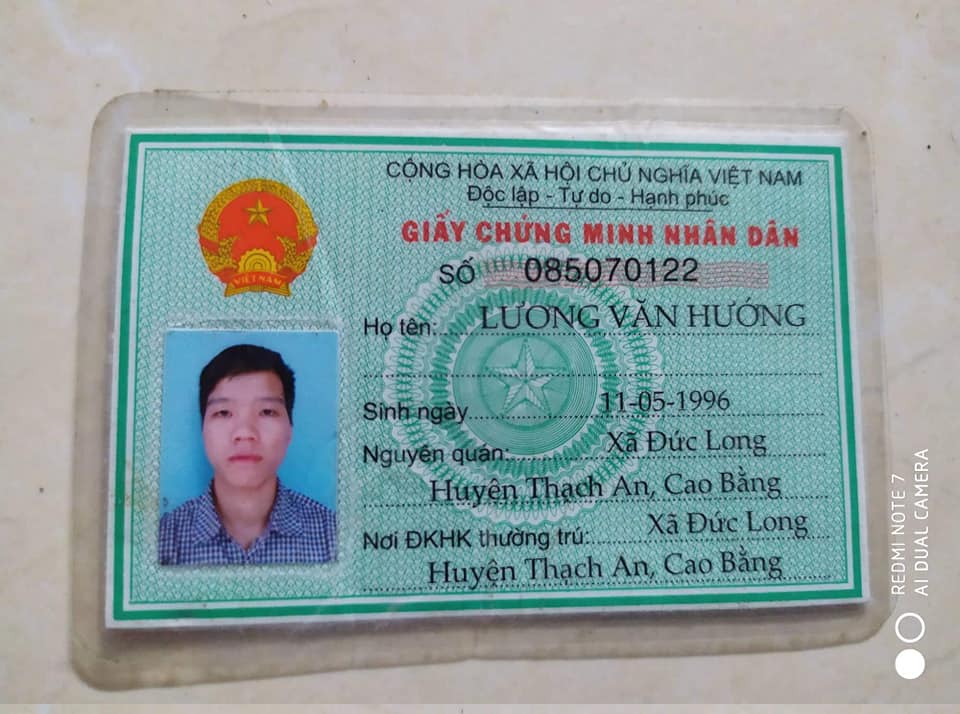 CỘNG HÒA XÃ HỘI CHỦ NGHĨA VIỆT NAM
Độc lập - Tự do - Hạnh phúc
GIẤY CHỨNG MINH NHÂN DÂN
SỐ 085070122
Họ tên: LƯƠNG VĂN HƯỚNG
Sinh ngày 11-05-1996
Nguyên quán: Xã Đức Long
Huyện Thạch An, Cao Bằng
Nơi ĐKHK thường trú: Xã Đức Long
Huyện Thạch An, Cao Bằng
VIỆT NAM
REDMI NOTE 7
AI DUAL CAMERA